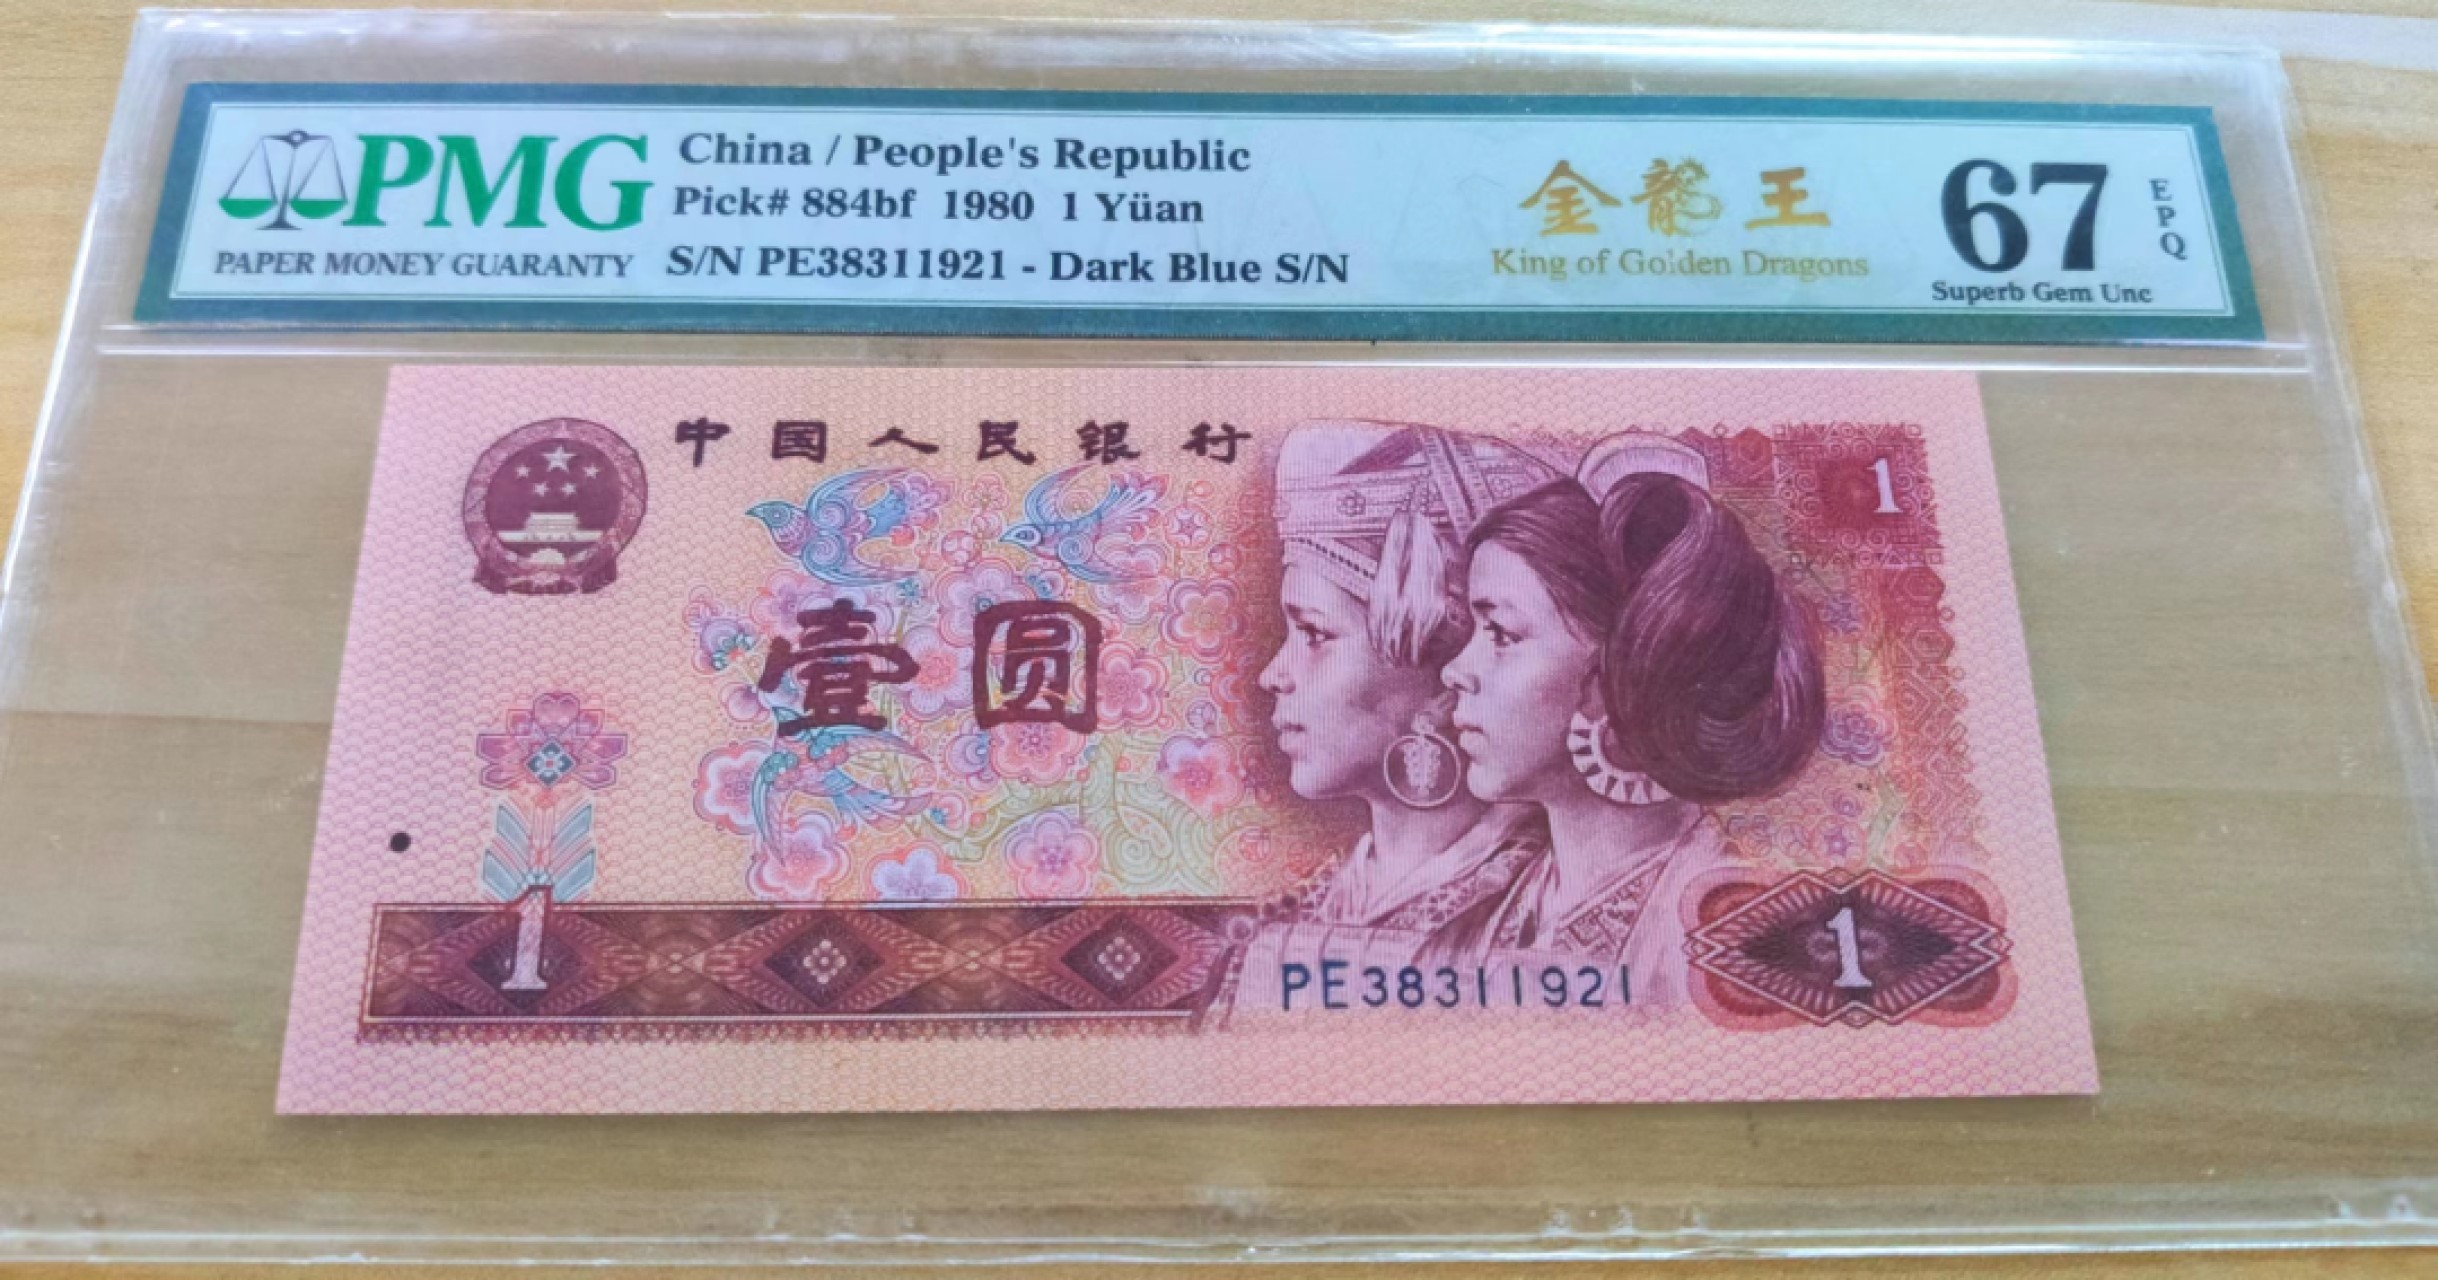 PMG
PAPER MONEY GUARANTY
China / People's Republic
Pick# 884bf 1980 1 Yüan
S/N PE38311921 - Dark Blue S/N
金龍王
King of Golden Dragons
67
EPQ
Superb Gem Unc
中国人民银行
1
壹圆
1
PE38311921
1